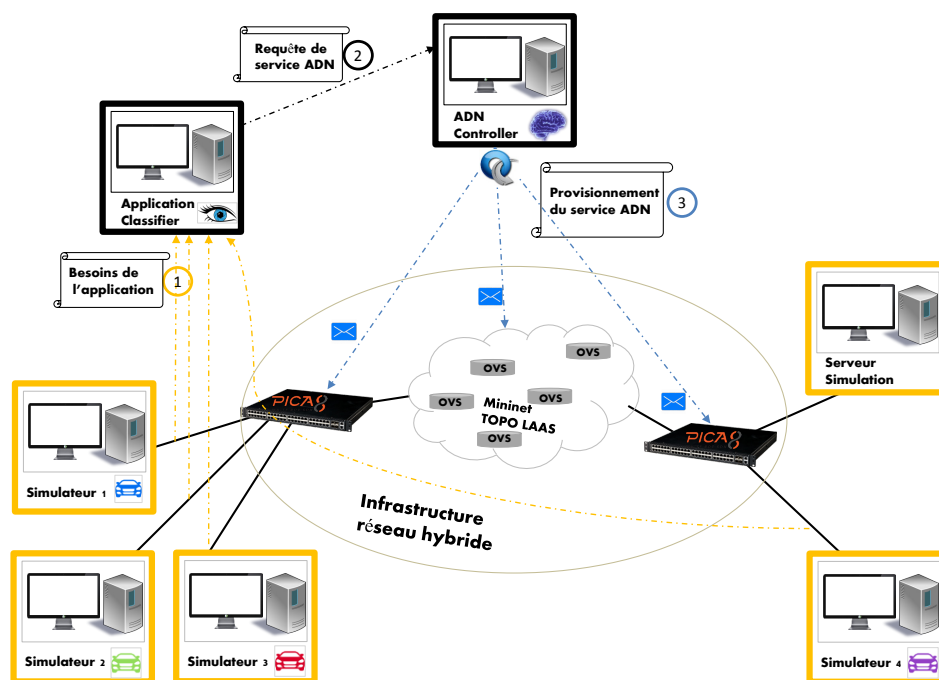 Requête de
service ADN
2
ADN
Controller
Application
Classifier
Provisionnement
du service ADN
3
Besoins de
l'application
1
OVS
OVS
OVS
OVS
Mininet
TOPO LAAS
OVS
PICA8
PICA8
Serveur
Simulation
Simulateur 1
Infrastructure
réseau hybride
Simulateur 2
Simulateur 3
Simulateur 4